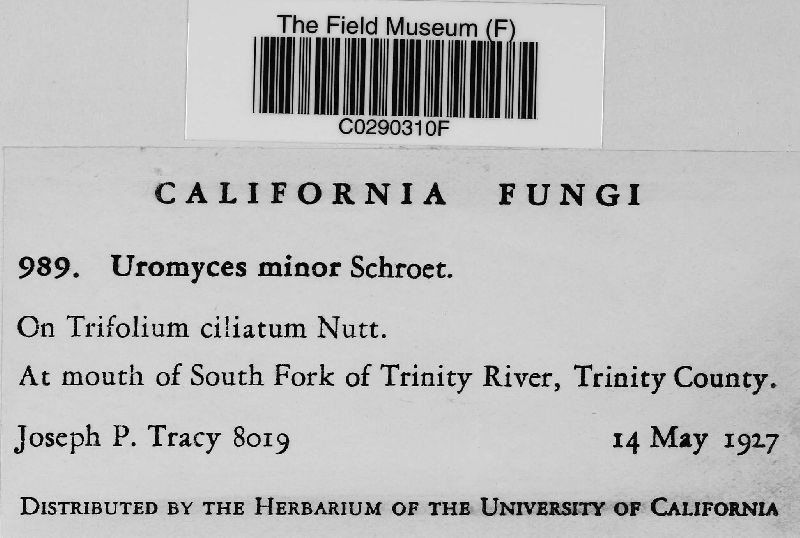 The Field Museum (F)
C0290310F
CALIFORNIA FUNGI
989. Uromyces minor Schroet.
On Trifolium ciliatum Nutt.
At mouth of South Fork of Trinity River, Trinity County.
Joseph P. Tracy 8019 14 May 1927
DISTRIBUTED BY THE HERBARIUM OF THE UNIVERSITY OF CALIFORNIA